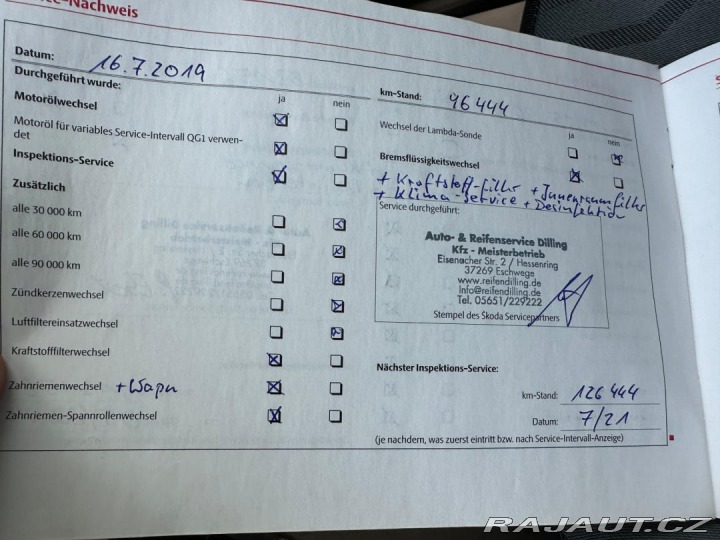 ce-Nachweis
Datum: 16.7.2019
Durchgeführt wurde: ja nein
Motorölwechsel
Motoröl für variables Service-Intervall QG1 verwen-
det
Inspektions-Service
Zusätzlich
alle 30 000 km
alle 60 000 km
alle 90 000 km
Zündkerzenwechsel
Luftfiltereinsatzwechsel
Kraftstofffilterwechsel
Zahnriemenwechsel + Wapu
Zahnriemen-Spannrollenwechsel
km-Stand: 96 444
ja nein
Wechsel der Lambda-Sonde
Bremsflüssigkeitswechsel
+ Kraftstoff-filter + Innenraumfilter
+ Klima-Service + Desinfektion
Service durchgeführt:
Auto- & Reifenservice Dilling
Kfz - Meisterbetrieb
Eisenacher Str. 2 / Hessenring
37269 Eschwege
www.reifendilling.de
Info@reifendilling.de
Tel. 05651/229222
Stempel des Škoda Servicepartners
Nächster Inspektions-Service:
km-Stand: 126 444
Datum: 7/21
(je nachdem, was zuerst eintritt bzw. nach Service-Intervall-Anzeige)
RAJAUT.CZ